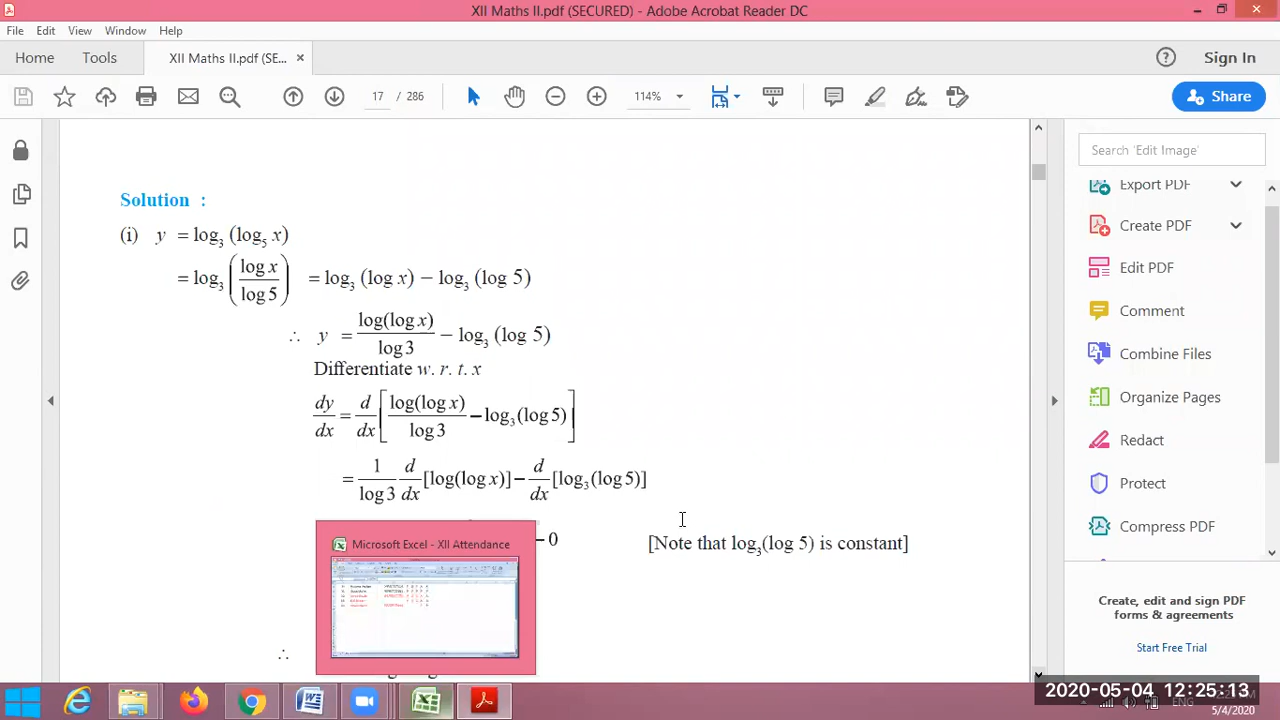 XII Maths II.pdf (SECURED) - Adobe Acrobat Reader DC
File Edit View Window Help
Home Tools XII Maths II.pdf (SE... × Sign In
17 / 286 114% Share
Search 'Edit Image'
Export PDF
Create PDF
Edit PDF
Comment
Combine Files
Organize Pages
Redact
Protect
Compress PDF
Create, edit and sign PDF
forms & agreements
Start Free Trial
Solution :
(i) y = log₃ (log₅ x)
= log₃ (log x / log 5) = log₃ (log x) − log₃ (log 5)
∴ y = log(log x) / log 3 − log₃ (log 5)
Differentiate w. r. t. x
dy/dx = d/dx [log(log x) / log 3 − log₃(log 5)]
= 1/log 3 d/dx [log(log x)] − d/dx [log₃(log 5)]
− 0 [Note that log₃(log 5) is constant]
∴
Microsoft Excel - XII Attendance
2020-05-04 12:25:13
ENG
5/4/2020